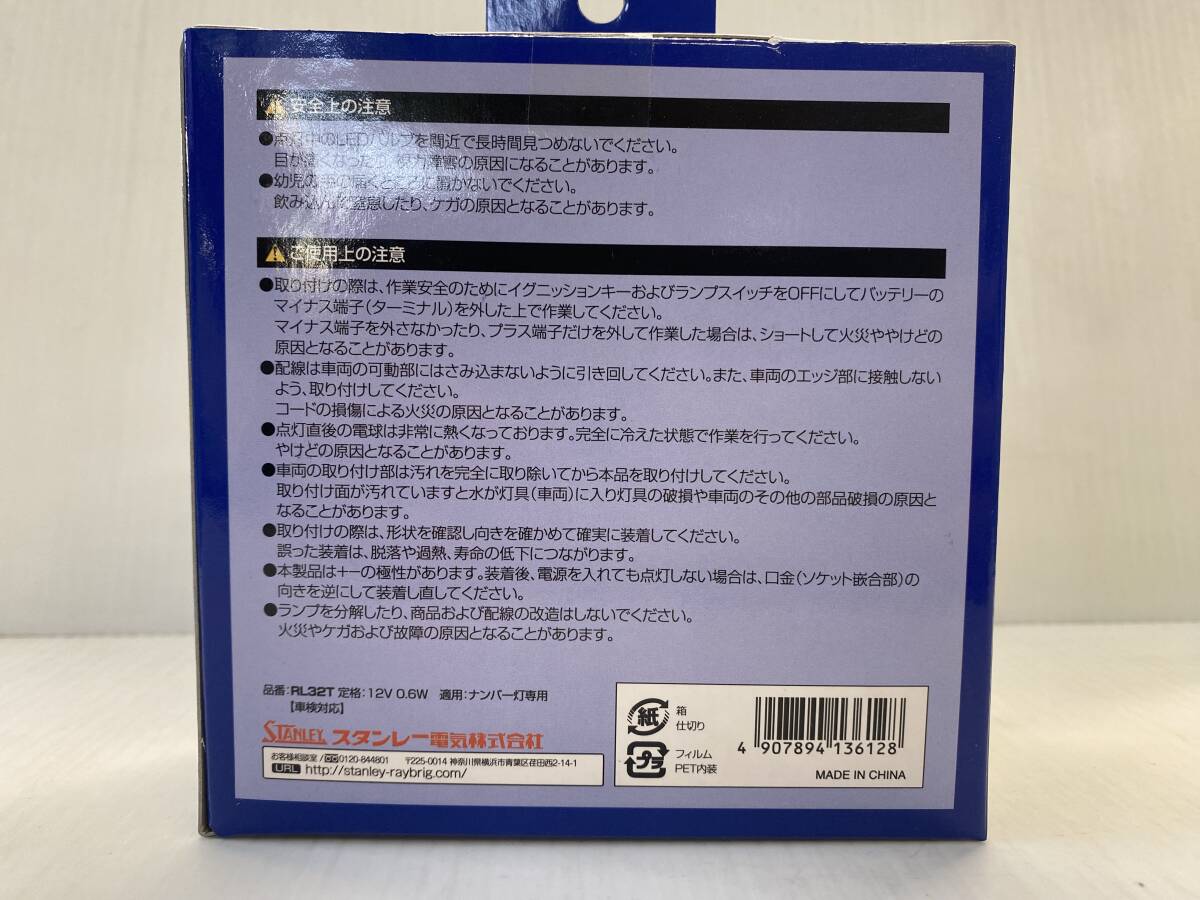 安全上の注意
●点灯中のLEDバルブを間近で長時間見つめないでください。
目が痛くなったり、視力障害の原因になることがあります。
●幼児の手の届くところに置かないでください。
飲み込んで窒息したり、ケガの原因となることがあります。
ご使用上の注意
●取り付けの際は、作業安全のためにイグニッションキーおよびランプスイッチをOFFにしてバッテリーの
マイナス端子(ターミナル)を外した上で作業してください。
マイナス端子を外さなかったり、プラス端子だけを外して作業した場合は、ショートして火災ややけどの
原因となることがあります。
●配線は車両の可動部にはさみ込まないように引き回してください。また、車両のエッジ部に接触しない
よう、取り付けしてください。
コードの損傷による火災の原因となることがあります。
●点灯直後の電球は非常に熱くなっております。完全に冷えた状態で作業を行ってください。
やけどの原因となることがあります。
●車両の取り付け部は汚れを完全に取り除いてから本品を取り付けしてください。
取り付け面が汚れていますと水が灯具(車両)に入り灯具の破損や車両のその他の部品破損の原因と
なることがあります。
●取り付けの際は、形状を確認し向きを確かめて確実に装着してください。
誤った装着は、脱落や過熱、寿命の低下につながります。
●本製品は+ーの極性があります。装着後、電源を入れても点灯しない場合は、口金(ソケット嵌合部)の
向きを逆にして装着し直してください。
●ランプを分解したり、商品および配線の改造はしないでください。
火災やケガおよび故障の原因となることがあります。
品番:RL32T 定格:12V 0.6W 適用:ナンバー灯専用
【車検対応】
STANLEY スタンレー電気株式会社
お客様相談室/0120-844801 〒225-0014 神奈川県横浜市青葉区荏田西2-14-1
URL http://stanley-raybrig.com/
紙 箱
仕切り
プラ フィルム
PET内装
4 907894 136128
MADE IN CHINA